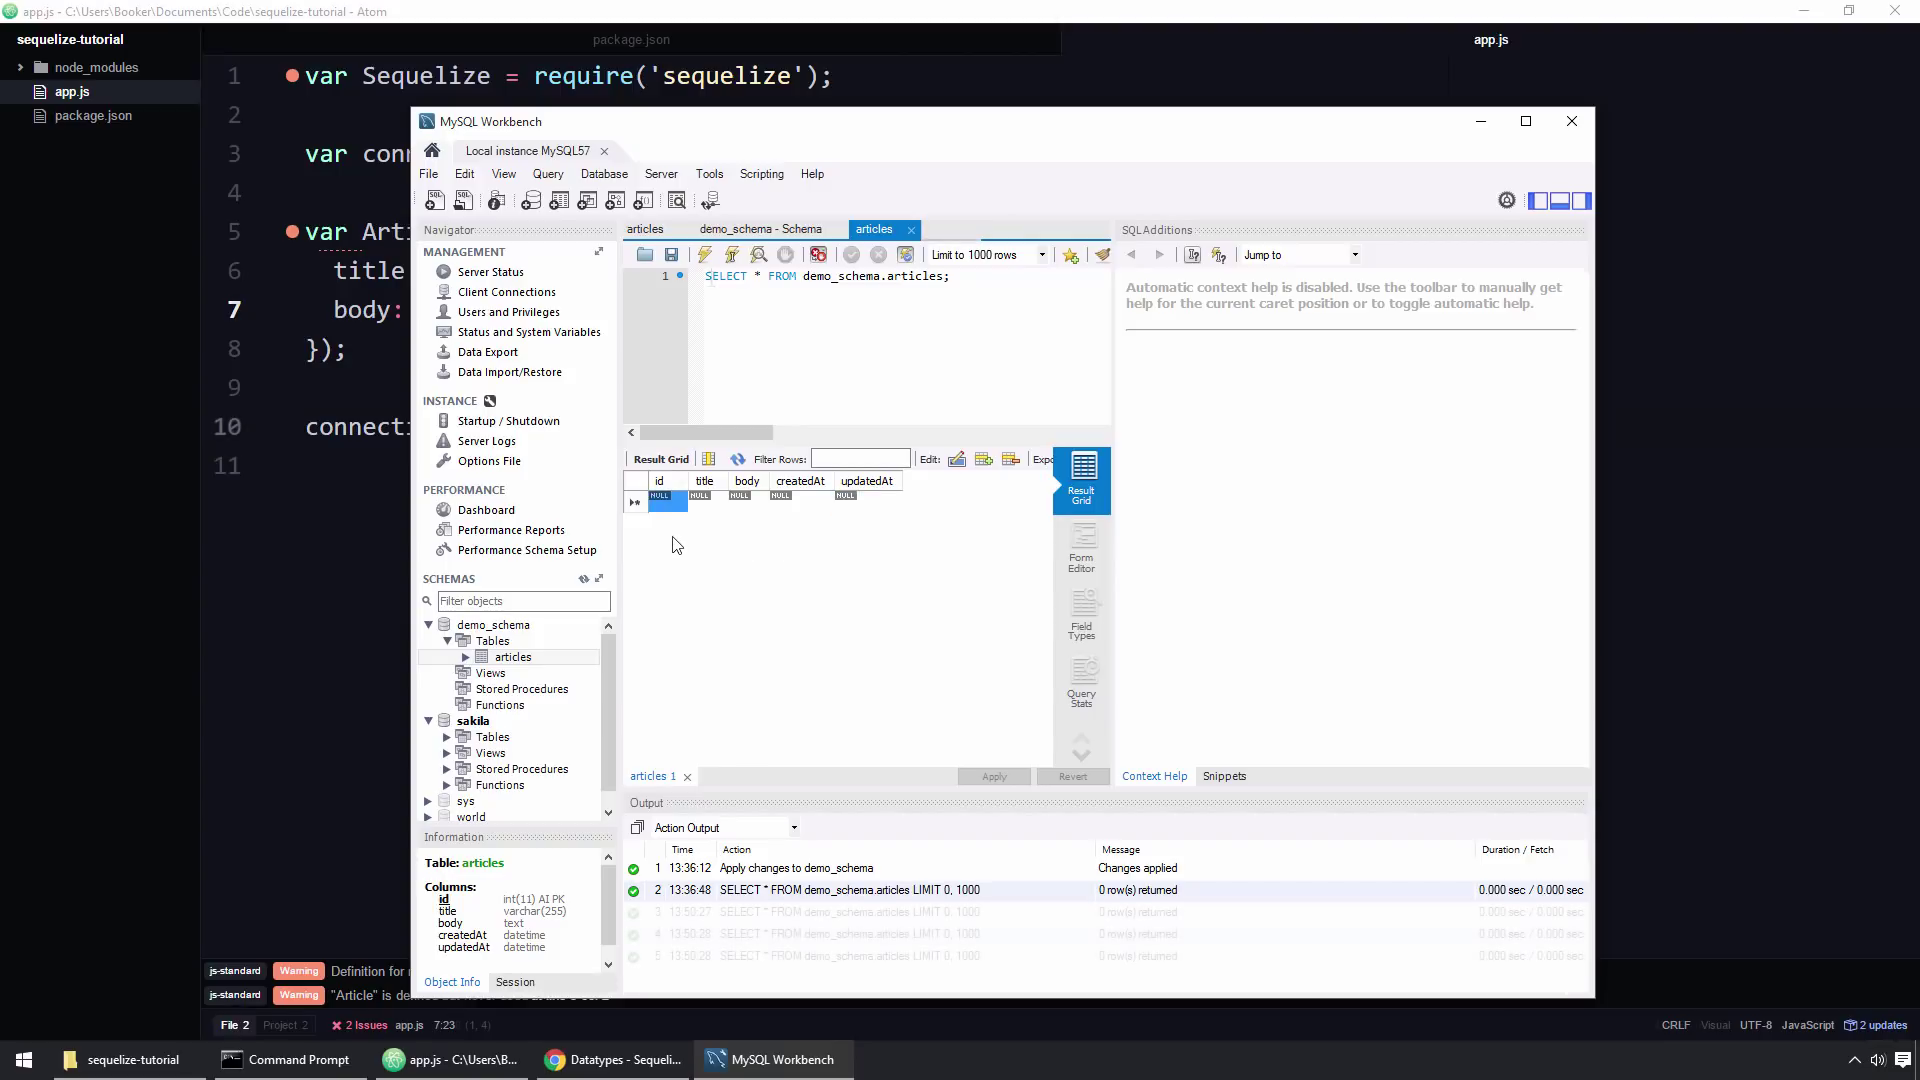 app.js - C:\Users\Booker\Documents\Code\sequelize-tutorial - Atom
sequelize-tutorial
node_modules
app.js
package.json
package.json
app.js
1 var Sequelize = require('sequelize');
2
3 var con
4
5 var Arti
6 title
7 body:
8 });
9
10 connecti
11
MySQL Workbench
Local instance MySQL57
File Edit View Query Database Tools Scripting Help
Navigator
MANAGEMENT
Server Status
Client Connections
Users and Privileges
Status and System Variables
Data Export
Data Import/Restore
INSTANCE
Startup / Shutdown
Server Logs
Options File
PERFORMANCE
Dashboard
Performance Reports
Performance Schema Setup
SCHEMAS
Filter objects
demo_schema
Tables
articles
Views
Stored Procedures
Functions
sakila
Tables
Views
Stored Procedures
Functions
sys
world
Information
Table: articles
Columns:
id int(11) AI PK
title varchar(255)
body text
createdAt datetime
updatedAt datetime
Object Info Session
articles demo_schema - Schema articles
Limit to 1000 rows
1 SELECT * FROM demo_schema.articles;
Result Grid Filter Rows: Edit: Expo
id title body createdAt updatedAt
NULL NULL NULL NULL NULL
Result Grid
Form Editor
Field Types
Query Stats
articles 1 Apply Revert
SQLAdditions
Jump to
Automatic context help is disabled. Use the toolbar to manually get
help for the current caret position or to toggle automatic help.
Context Help Snippets
Output
Action Output
Time Action Message Duration / Fetch
1 13:36:12 Apply changes to demo_schema Changes applied
2 13:36:48 SELECT * FROM demo_schema.articles LIMIT 0, 1000 0 row(s) returned 0.000 sec / 0.000 sec
3 13:50:27 SELECT * FROM demo_schema.articles LIMIT 0, 1000 0 row(s) returned 0.000 sec / 0.000 sec
4 13:50:28 SELECT * FROM demo_schema.articles LIMIT 0, 1000 0 row(s) returned 0.000 sec / 0.000 sec
5 13:50:28 SELECT * FROM demo_schema.articles LIMIT 0, 1000 0 row(s) returned 0.000 sec / 0.000 sec
js-standard Warning Definition for
js-standard Warning "Article" is defined
File 2 Project 2 2 Issues app.js 7:23 (1, 4)
CRLF Visual UTF-8 JavaScript 2 updates
sequelize-tutorial
Command Prompt
app.js - C:\Users\B...
Datatypes - Sequeli...
MySQL Workbench